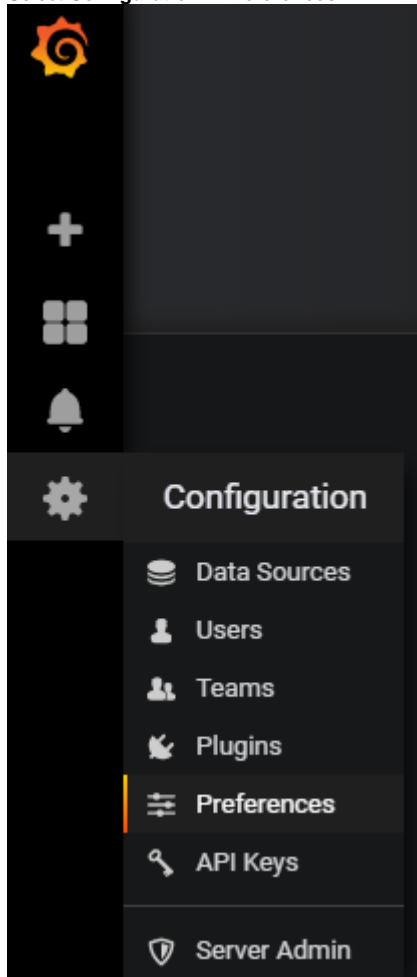 Configuration
Data Sources
Users
Teams
Plugins
Preferences
API Keys
Server Admin